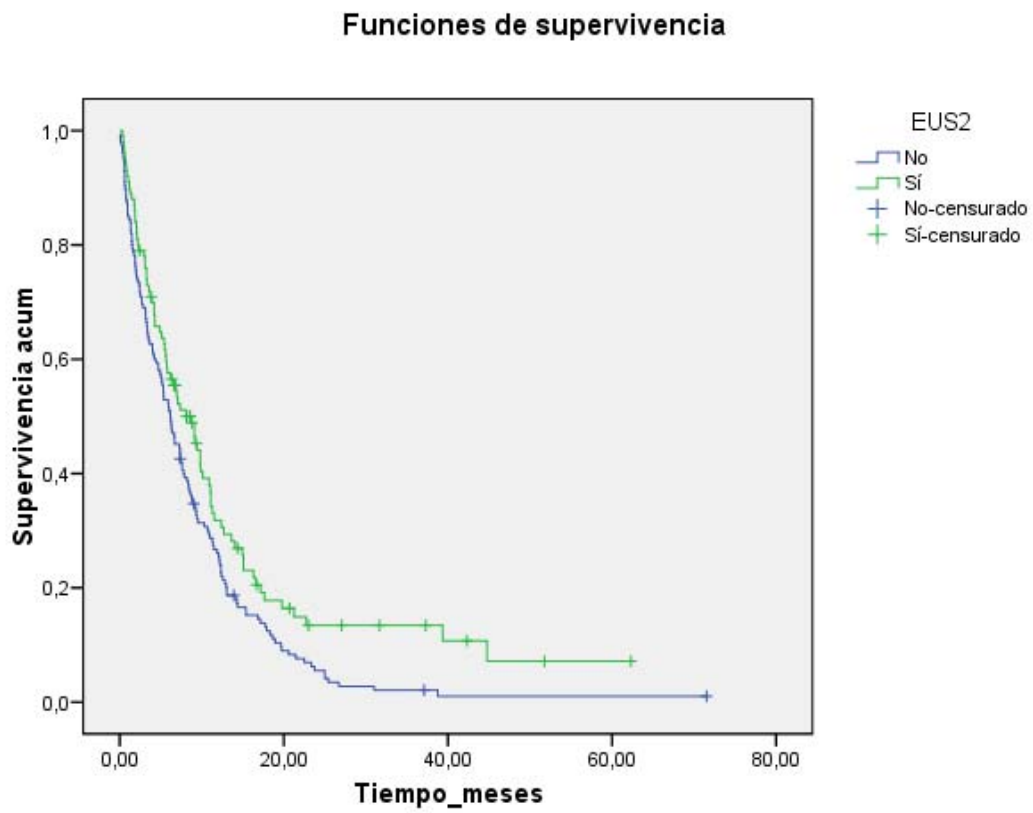 Funciones de supervivencia
Supervivencia acum
1,0
0,8
0,6
0,4
0,2
0,0
0,00
20,00
40,00
60,00
80,00
Tiempo_meses
EUS2
No
Sí
No-censurado
Sí-censurado